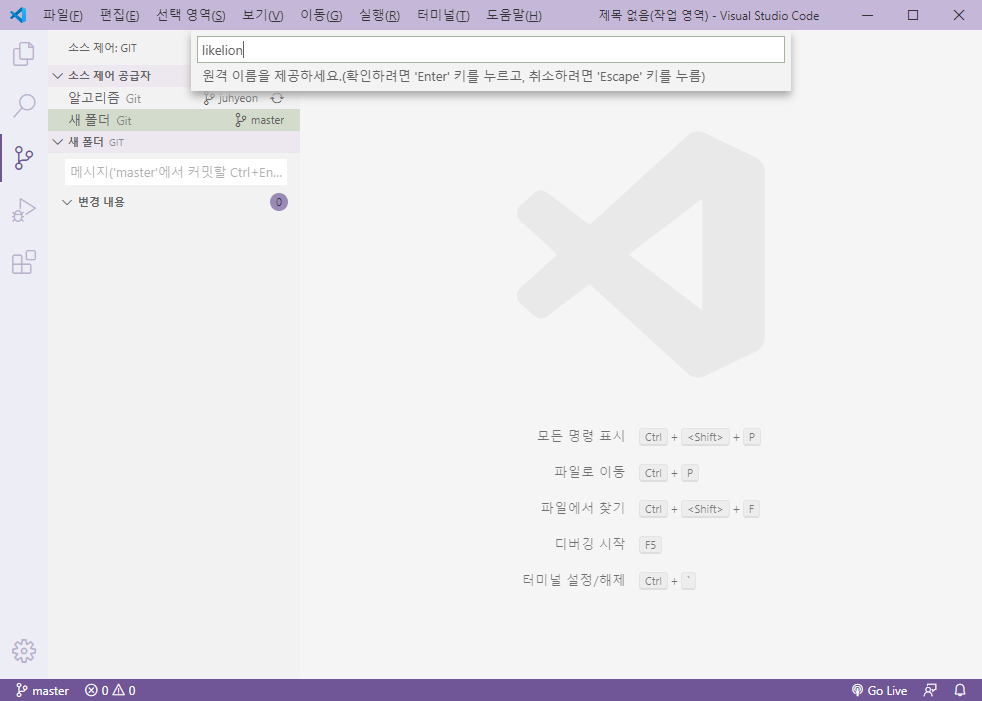 파일(F) 편집(E) 선택 영역(S) 보기(V) 이동(G) 실행(R) 터미널(T) 도움말(H) 제목 없음(작업 영역) - Visual Studio Code
소스 제어: GIT
likelion
원격 이름을 제공하세요.(확인하려면 'Enter' 키를 누르고, 취소하려면 'Escape' 키를 누름)
소스 제어 공급자
알고리즘 Git juhyeon
새 폴더 Git master
새 폴더 GIT
메시지('master'에서 커밋할 Ctrl+En...
변경 내용 0
모든 명령 표시 Ctrl + <Shift> + P
파일로 이동 Ctrl + P
파일에서 찾기 Ctrl + <Shift> + F
디버깅 시작 F5
터미널 설정/해제 Ctrl + `
master 0 0 Go Live